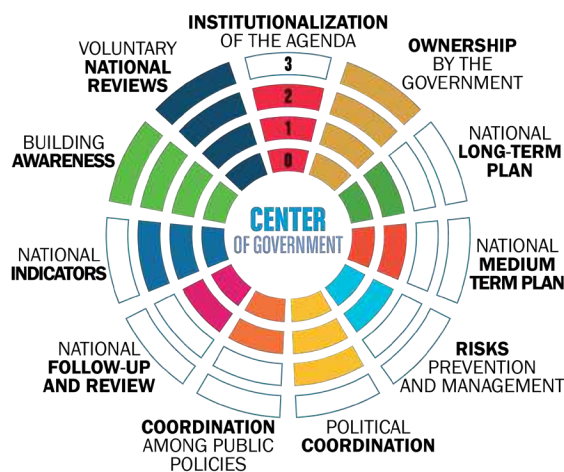 INSTITUTIONALIZATION
OF THE AGENDA
OWNERSHIP
BY THE
GOVERNMENT
NATIONAL
LONG-TERM
PLAN
NATIONAL
MEDIUM
TERM PLAN
RISKS
PREVENTION
AND MANAGEMENT
POLITICAL
COORDINATION
COORDINATION
AMONG PUBLIC
POLICIES
NATIONAL
FOLLOW-UP
AND REVIEW
NATIONAL
INDICATORS
BUILDING
AWARENESS
VOLUNTARY
NATIONAL
REVIEWS
3
2
1
0
CENTER
OF GOVERNMENT